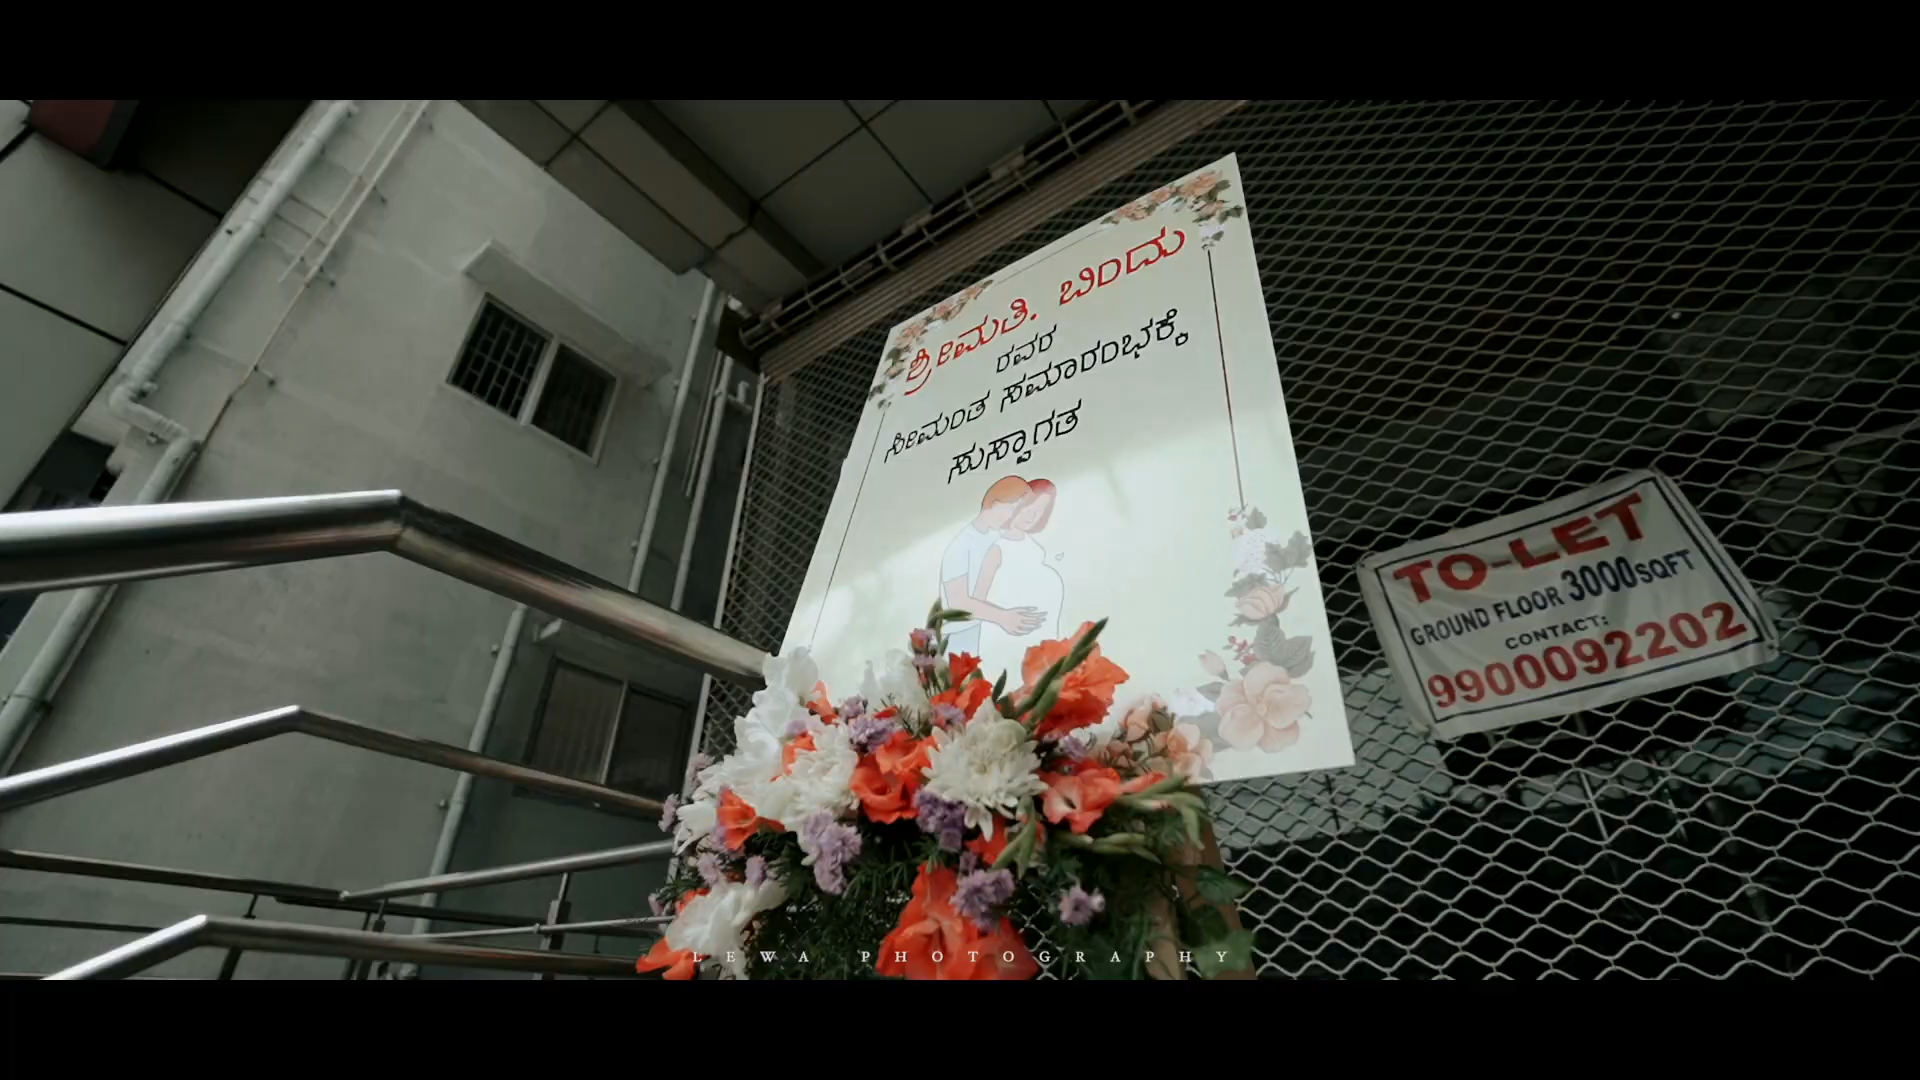 ಶ್ರೀಮತಿ. ಬಿಂದು
ರವರ
ಸೀಮಂತ ಸಮಾರಂಭಕ್ಕೆ
ಸುಸ್ವಾಗತ
TO-LET
GROUND FLOOR 3000SQFT
CONTACT:
9900092202
LEWA PHOTOGRAPHY